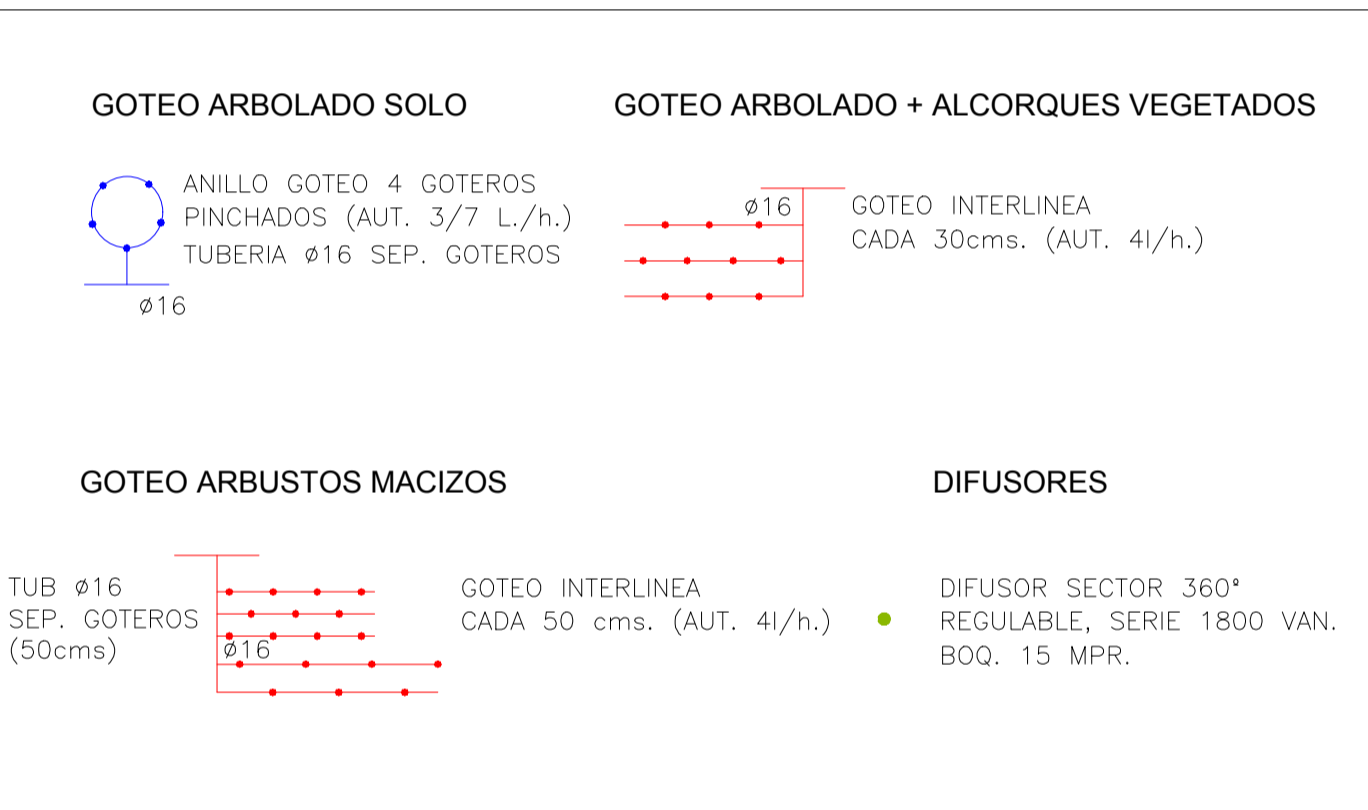 GOTEO ARBOLADO SOLO
ANILLO GOTEO 4 GOTEROS
PINCHADOS (AUT. 3/7 L./h.)
TUBERIA Ø16 SEP. GOTEROS
Ø16
GOTEO ARBOLADO + ALCORQUES VEGETADOS
Ø16
GOTEO INTERLINEA
CADA 30cms. (AUT. 4l/h.)
GOTEO ARBUSTOS MACIZOS
TUB Ø16
SEP. GOTEROS
(50cms)
Ø16
GOTEO INTERLINEA
CADA 50 cms. (AUT. 4l/h.)
DIFUSORES
DIFUSOR SECTOR 360º
REGULABLE, SERIE 1800 VAN.
BOQ. 15 MPR.